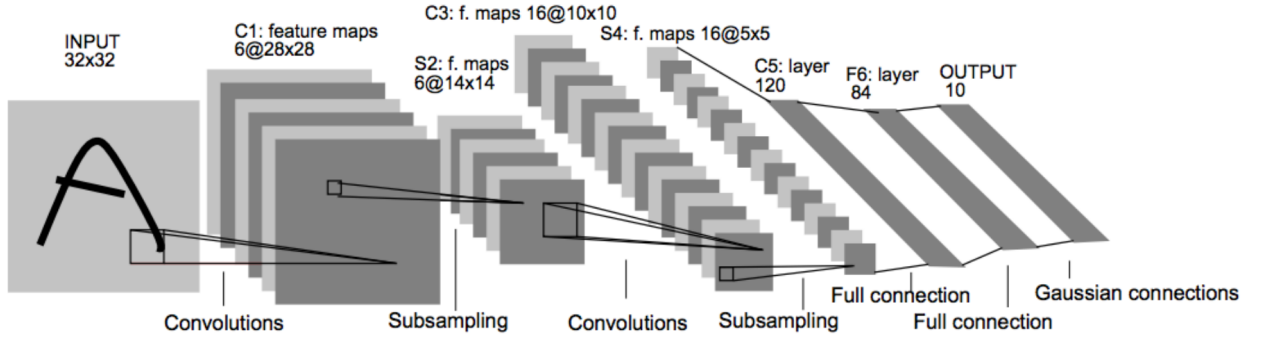 INPUT
32x32
C1: feature maps
6@28x28
S2: f. maps
6@14x14
C3: f. maps 16@10x10
S4: f. maps 16@5x5
C5: layer
120
F6: layer
84
OUTPUT
10
Convolutions
Subsampling
Convolutions
Subsampling
Full connection
Full connection
Gaussian connections